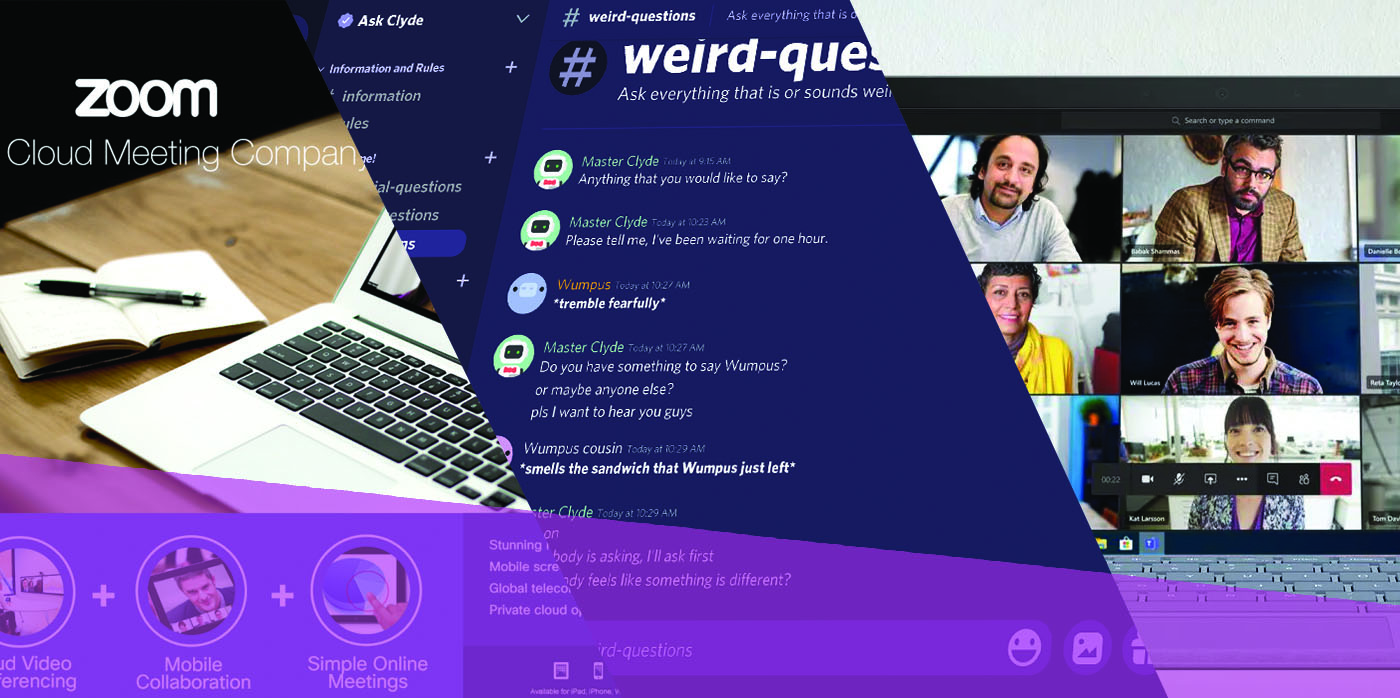 zoom
Cloud Meeting Company
ud Video
ferencing
+
Mobile
Collaboration
+
Simple Online
Meetings
Stunning
Mobile scre
Global teleco
Private cloud o
Available for iPad, iPhone,
Ask Clyde
Information and Rules
information
ules
me!
ial-questions
estions
# weird-questions
Ask everything that is o
# weird-ques
Ask everything that is or sounds weir
Master Clyde Today at 9:15 AM
Anything that you would like to say?
Master Clyde Today at 10:23 AM
Please tell me, I've been waiting for one hour.
Wumpus Today at 10:27 AM
*tremble fearfully*
Master Clyde Today at 10:27 AM
Do you have something to say Wumpus?
or maybe anyone else?
pls I want to hear you guys
Wumpus cousin Today at 10:29 AM
*smells the sandwich that Wumpus just left*
ster Clyde Today at 10:29 AM
on
body is asking, I'll ask first
ody feels like something is different?
ird-questions
Search or type a command
Babak Shammas
Danielle Bo
Will Lucas
Reta Taylo
00:22
Kat Larsson
Tom Dav